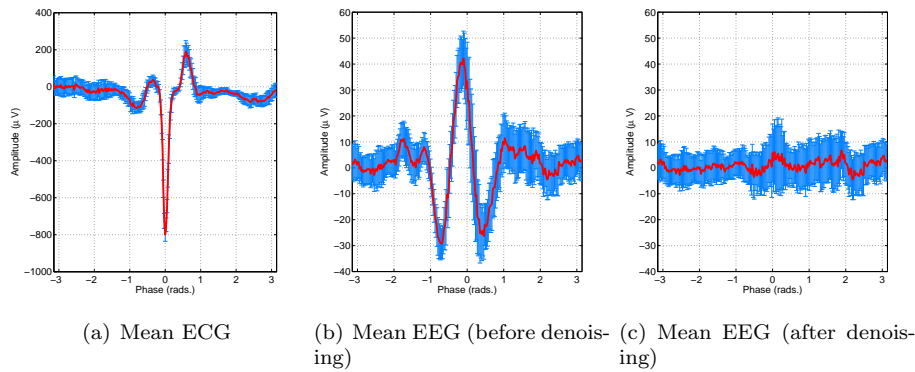 400
200
0
−200
−400
−600
−800
−1000
Amplitude (μ V)
−3 −2 −1 0 1 2 3
Phase (rads.)
60
50
40
30
20
10
0
−10
−20
−30
−40
Amplitude (μ V)
−3 −2 −1 0 1 2 3
Phase (rads.)
60
50
40
30
20
10
0
−10
−20
−30
−40
Amplitude (μ V)
−3 −2 −1 0 1 2 3
Phase (rads.)
(a) Mean ECG
(b) Mean EEG (before denois-
ing)
(c) Mean EEG (after denois-
ing)